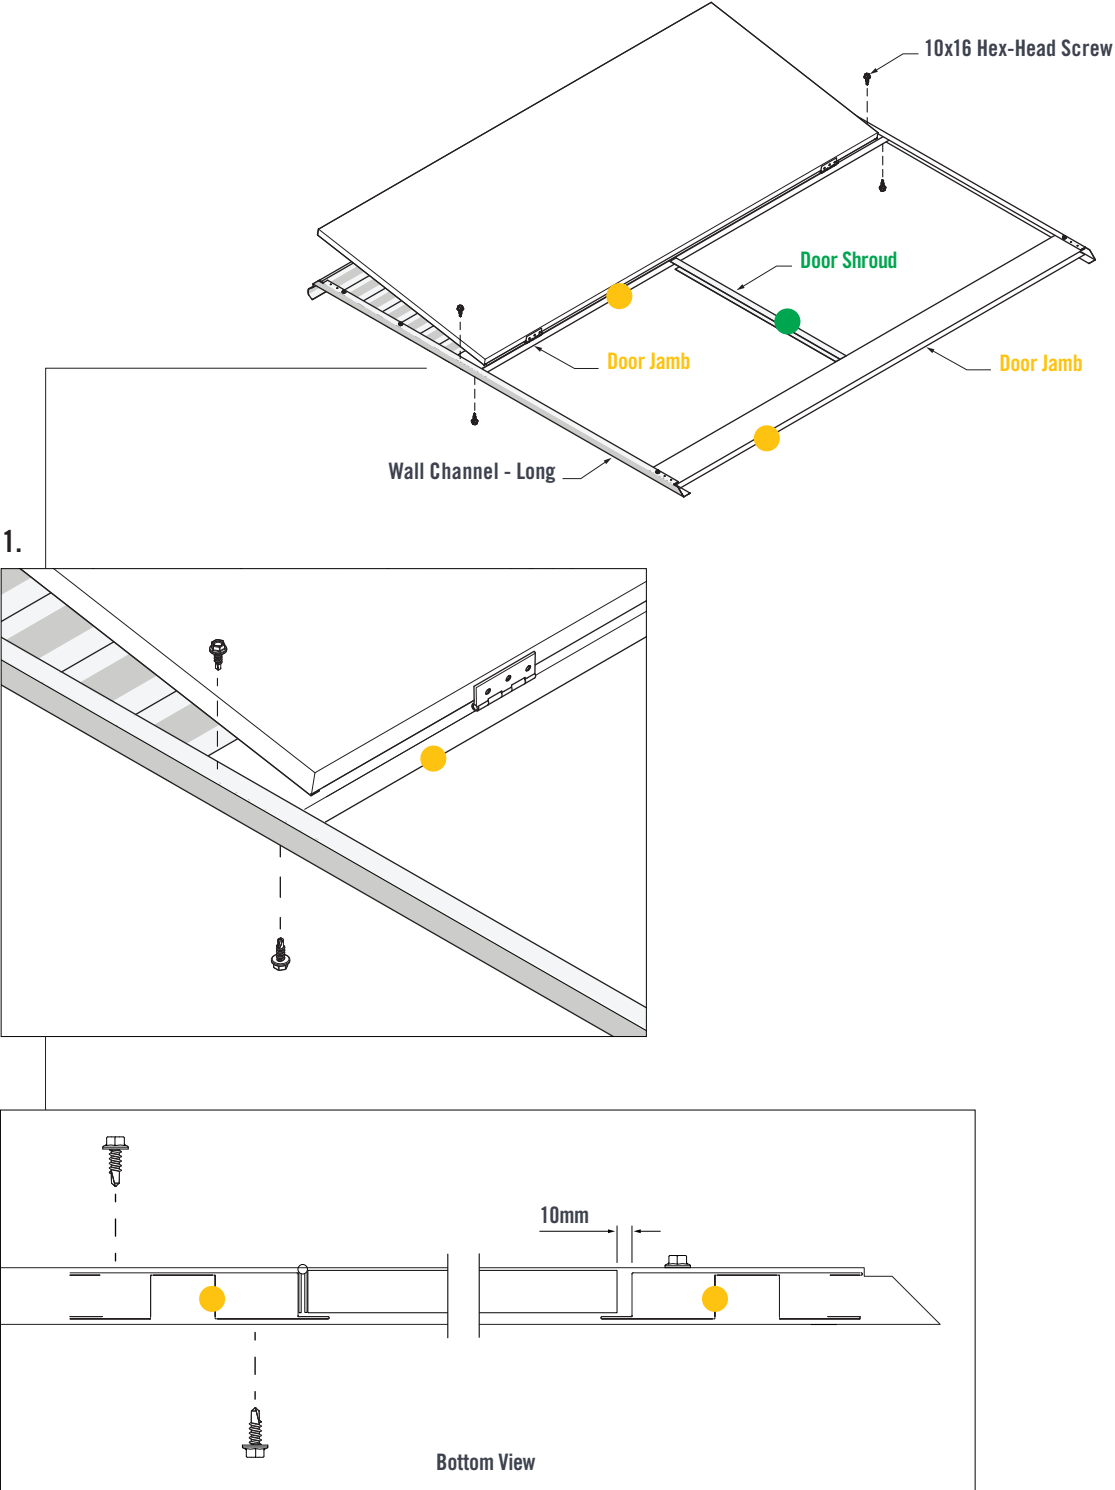 10x16 Hex-Head Screw
Door Shroud
Door Jamb
Door Jamb
Wall Channel - Long
1.
10mm
Bottom View